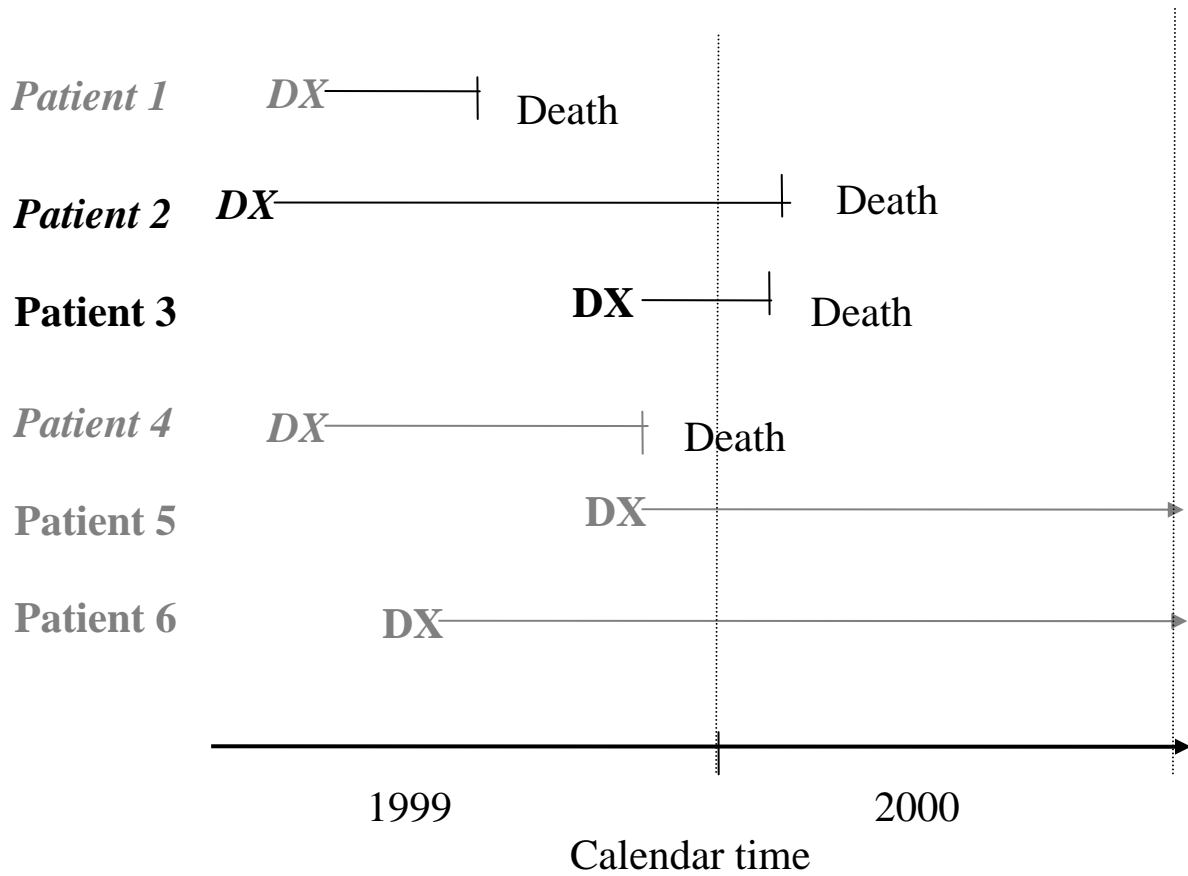 Patient 1 DX Death
Patient 2 DX Death
Patient 3 DX Death
Patient 4 DX Death
Patient 5 DX
Patient 6 DX
1999 2000
Calendar time